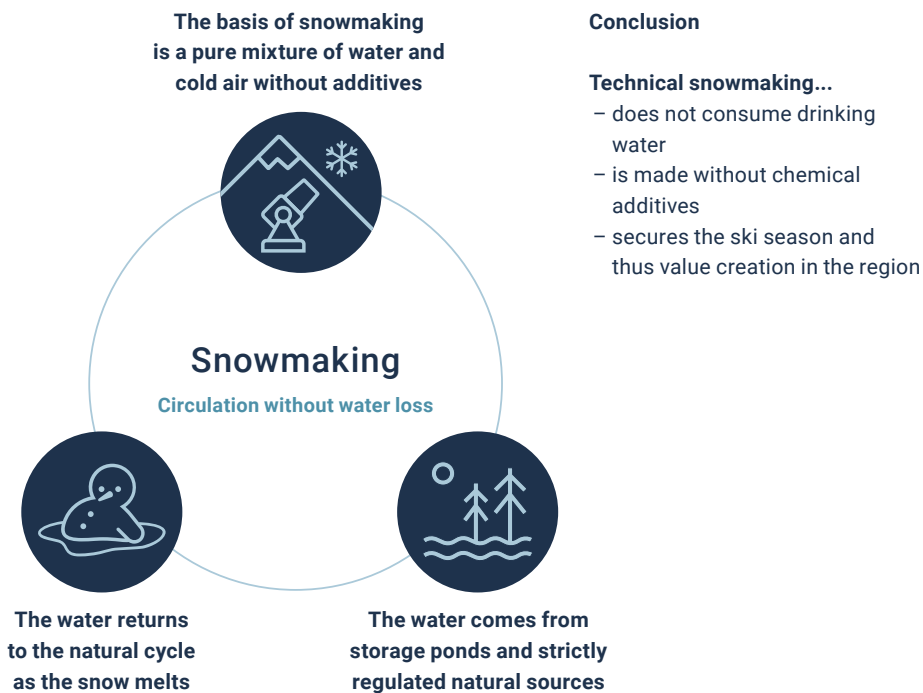 The basis of snowmaking
is a pure mixture of water and
cold air without additives
Conclusion
Technical snowmaking...
– does not consume drinking
water
– is made without chemical
additives
– secures the ski season and
thus value creation in the region
Snowmaking
Circulation without water loss
The water returns
to the natural cycle
as the snow melts
The water comes from
storage ponds and strictly
regulated natural sources